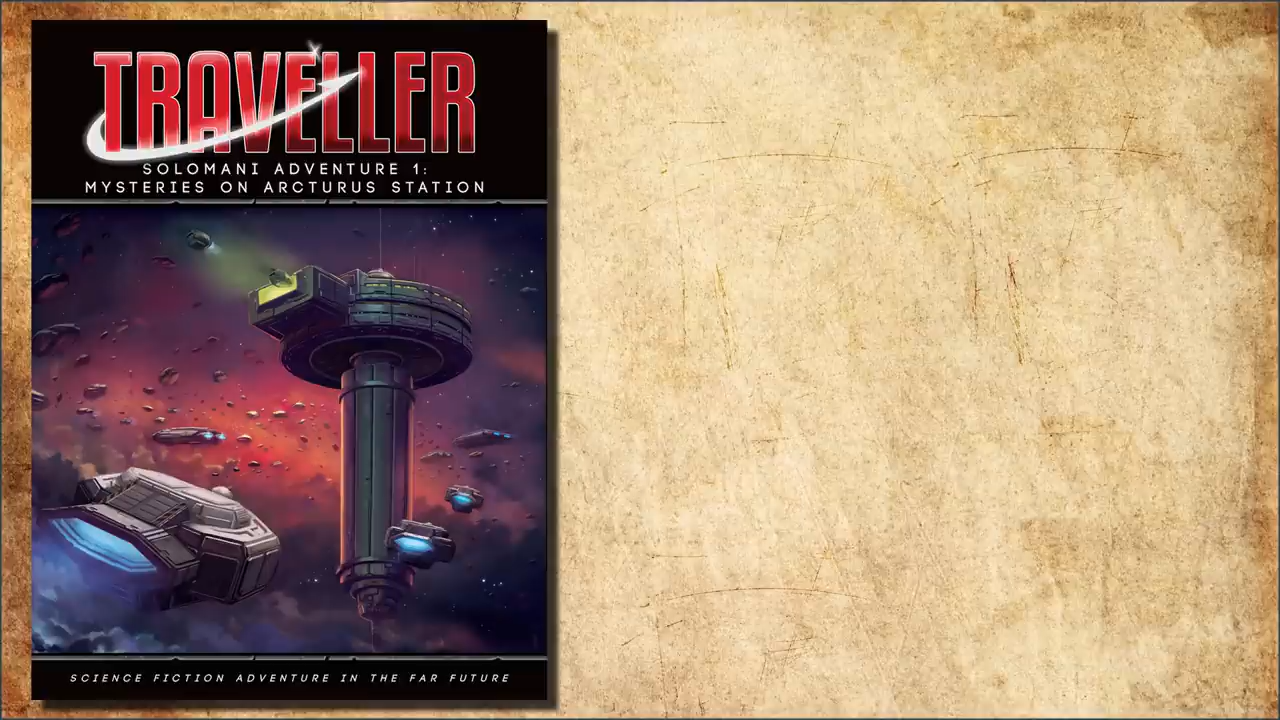 TRAVELLER
SOLOMANI ADVENTURE 1:
MYSTERIES ON ARCTURUS STATION
SCIENCE FICTION ADVENTURE IN THE FAR FUTURE